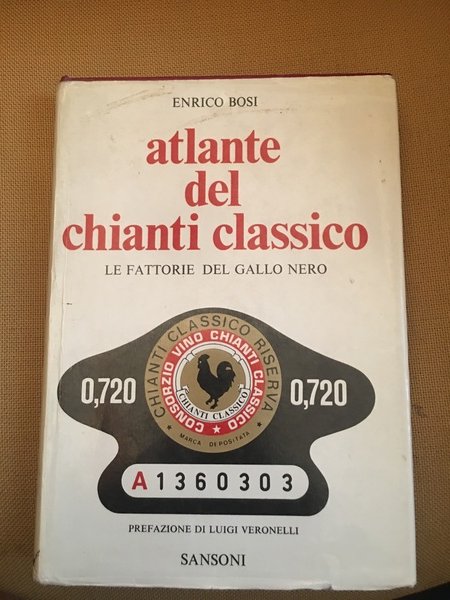 ENRICO BOSI
atlante
del
chianti classico
LE FATTORIE DEL GALLO NERO
CHIANTI CLASSICO RISERVA
CONSORZIO VINO CHIANTI CLASSICO
0,720
0,720
CHIANTI CLASSICO
MARCA DEPOSITATA
A1360303
PREFAZIONE DI LUIGI VERONELLI
SANSONI